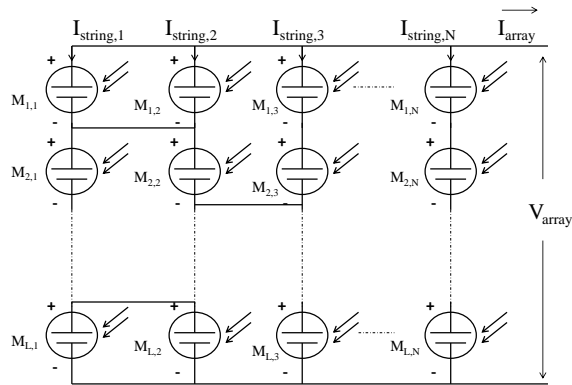 I_string,1 I_string,2 I_string,3 I_string,N I_array
+ + + +
M_1,1 M_1,2 M_1,3 M_1,N
- - - -
+ + + +
M_2,1 M_2,2 M_2,3 M_2,N
- - - -
V_array
+ + + +
M_L,1 M_L,2 M_L,3 M_L,N
- - - -